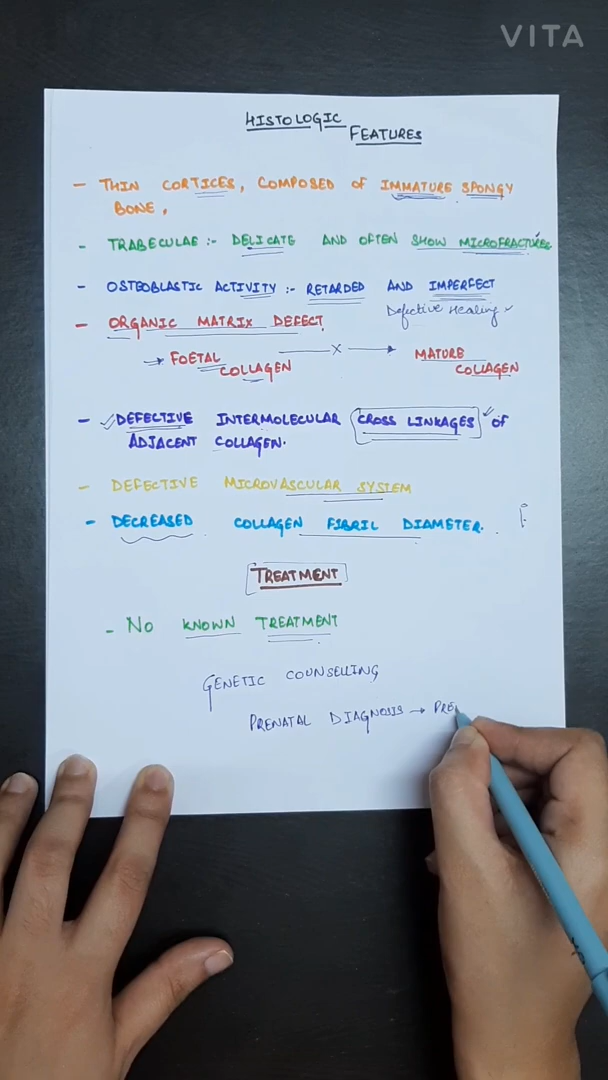 VITA
HISTOLOGIC
FEATURES
- THIN CORTICES, COMPOSED of IMMATURE SPONGY
BONE,
- TRABECULAE :- DELICATE AND OFTEN SHOW MICROFRACTURES
- OSTEOBLASTIC ACTIVITY :- RETARDED AND IMPERFECT
Defective Healing
- ORGANIC MATRIX DEFECT
→ FOETAL ——x——> MATURE
COLLAGEN COLLAGEN
- DEFECTIVE INTERMOLECULAR CROSS LINKAGES of
ADJACENT COLLAGEN.
- DEFECTIVE MICROVASCULAR SYSTEM
- DECREASED COLLAGEN FIBRIL DIAMETER.
TREATMENT
- NO KNOWN TREATMENT
GENETIC COUNSELLING
PRENATAL DIAGNOSIS → PRE